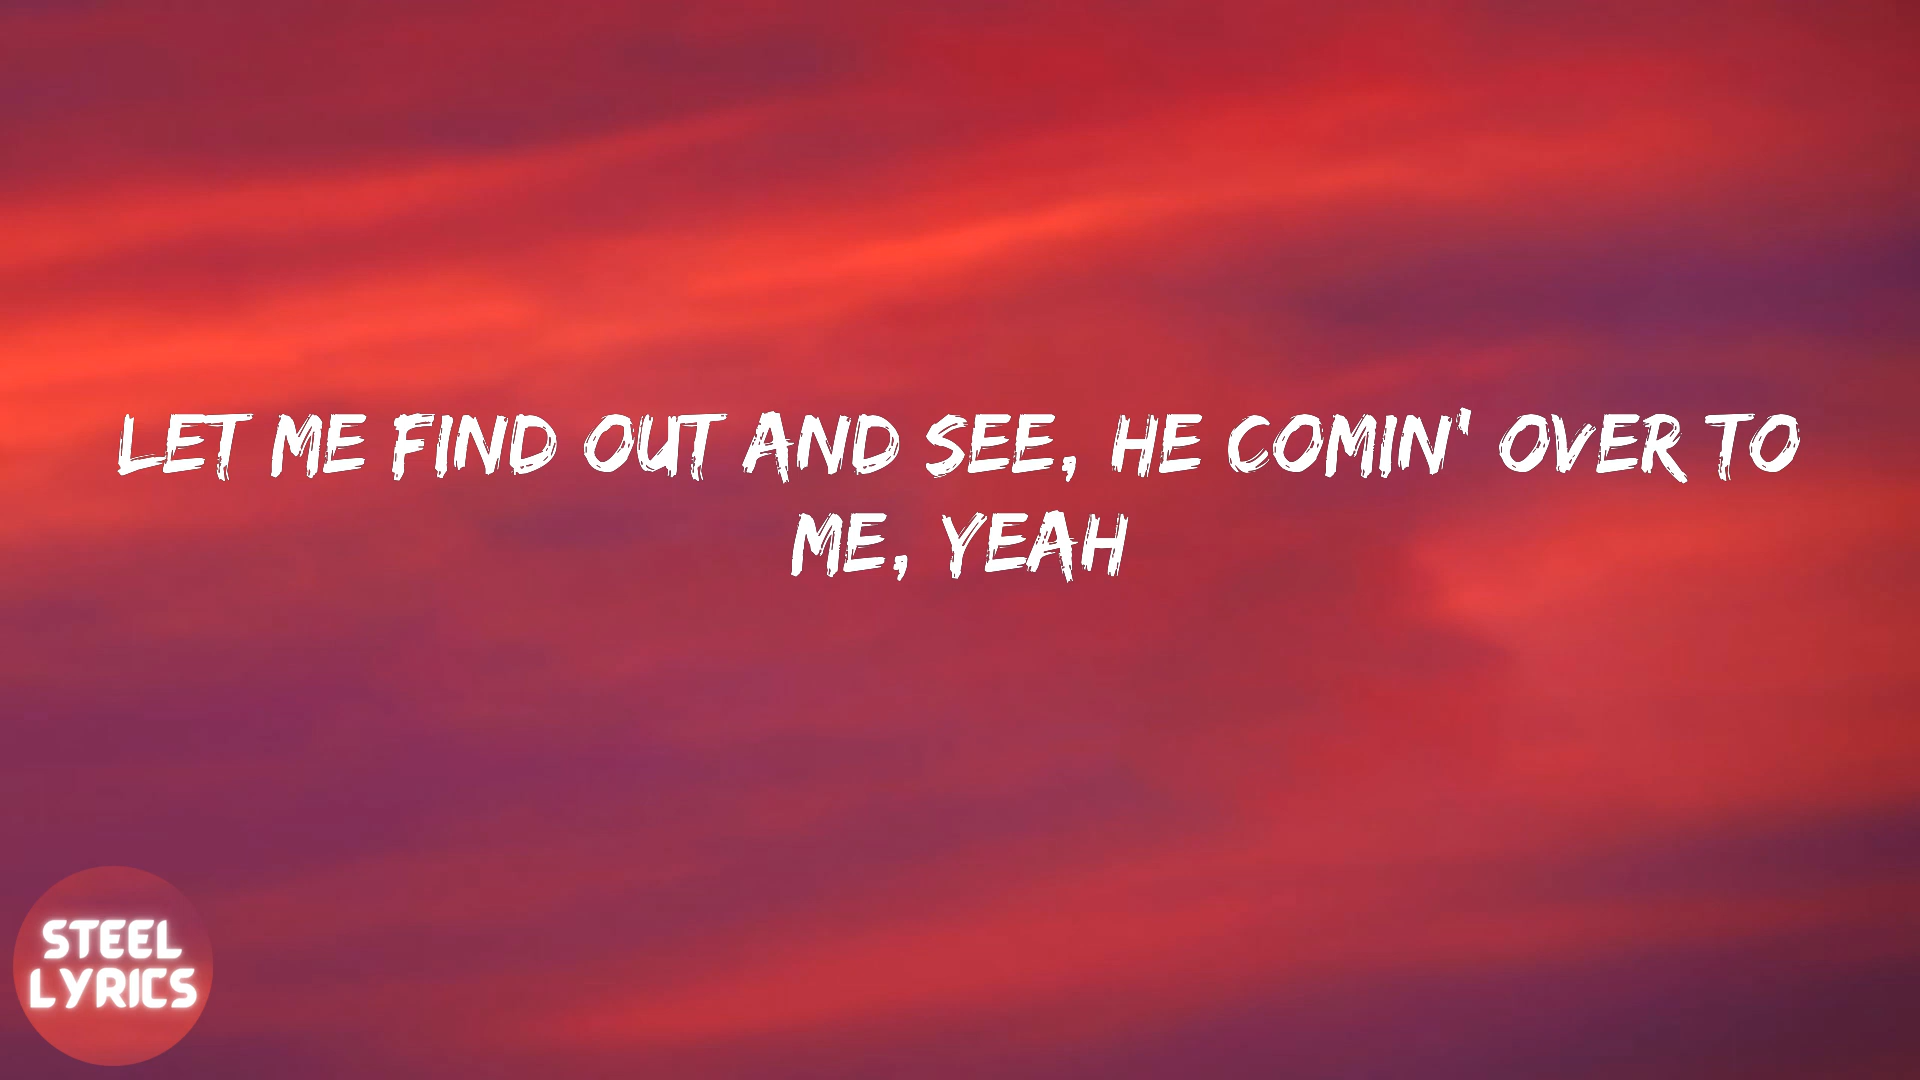 LET ME FIND OUT AND SEE, HE COMIN' OVER TO
ME, YEAH
STEEL
LYRICS